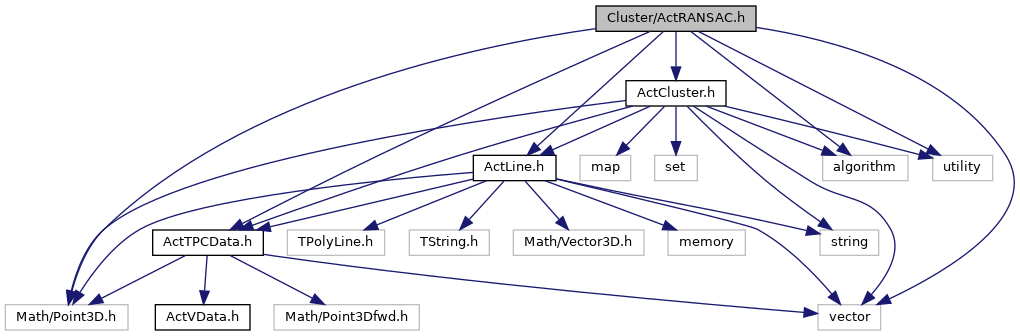 Cluster/ActRANSAC.h
ActCluster.h
ActLine.h
map
set
algorithm
utility
ActTPCData.h
TPolyLine.h
TString.h
Math/Vector3D.h
memory
string
Math/Point3D.h
ActVData.h
Math/Point3Dfwd.h
vector